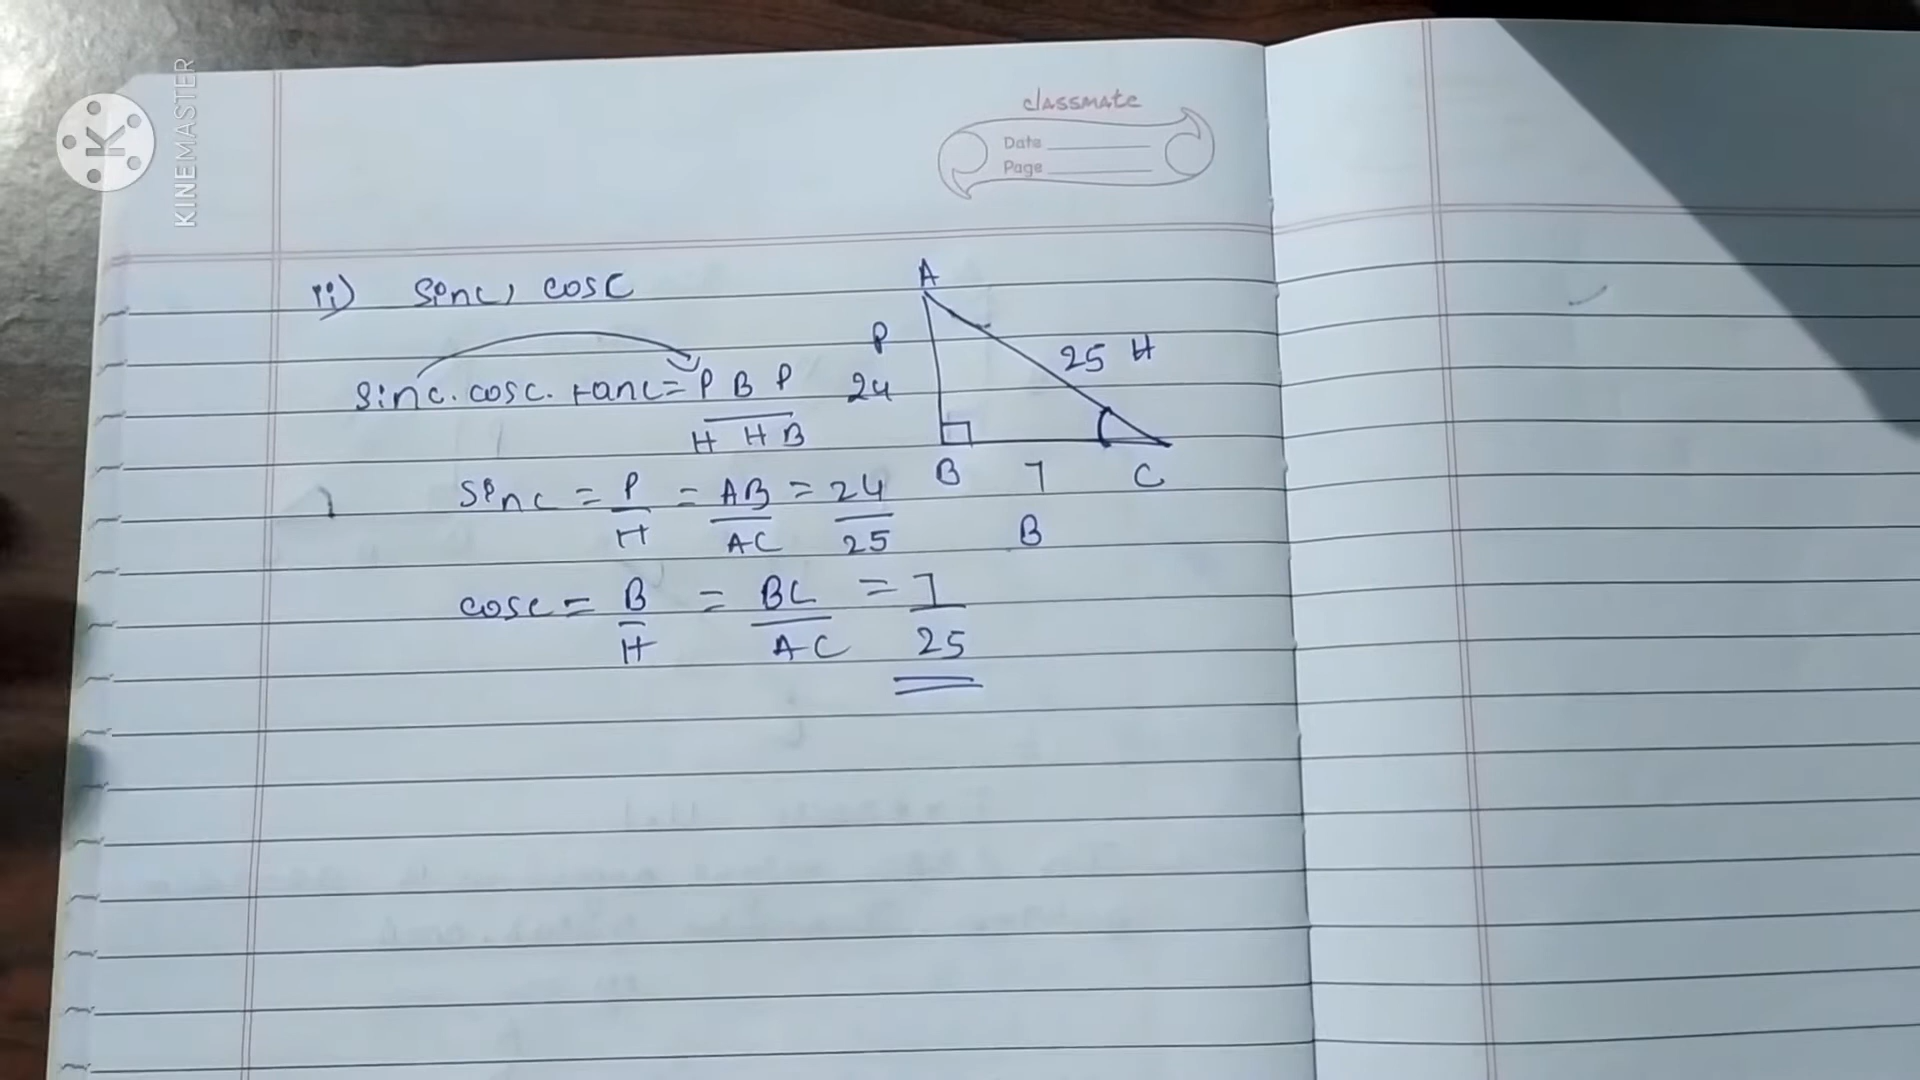 KINEMASTER
classmate
Date
Page
ii) sinC, cosC
A
P
25 H
24
sinC. cosC. tanC = P B P
H H B
B 7 C
B
sinC = P/H = AB/AC = 24/25
cosC = B/H = BC/AC = 7/25